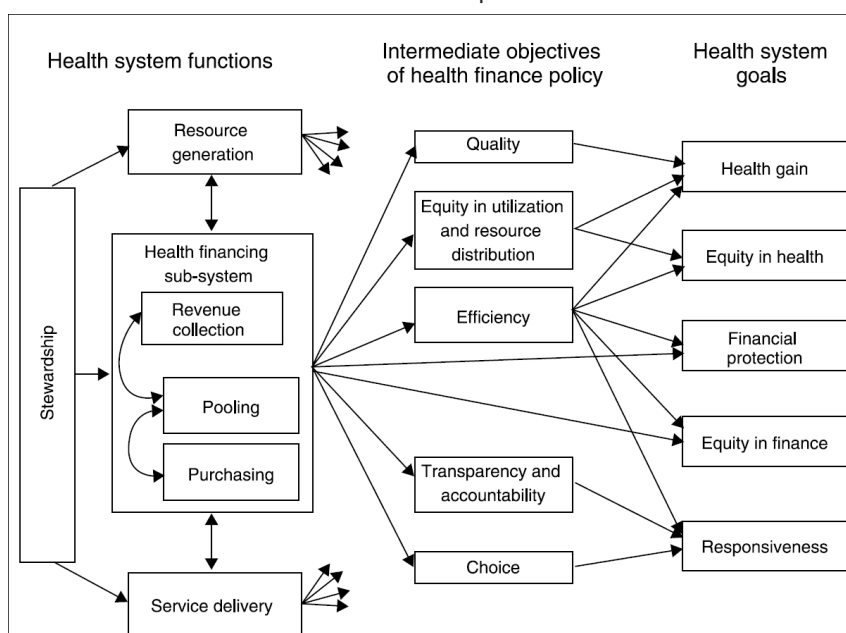 Health system functions
Intermediate objectives
of health finance policy
Health system
goals
Stewardship
Resource
generation
Health financing
sub-system
Revenue
collection
Pooling
Purchasing
Service delivery
Quality
Equity in utilization
and resource
distribution
Efficiency
Transparency and
accountability
Choice
Health gain
Equity in health
Financial
protection
Equity in finance
Responsiveness